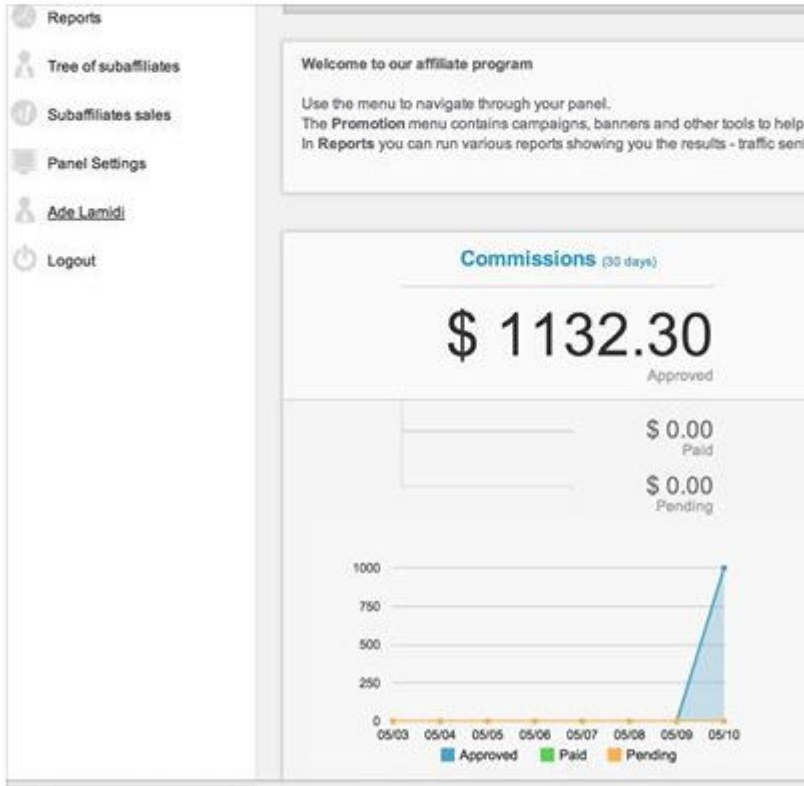 Reports
Tree of subaffiliates
Subaffiliates sales
Panel Settings
Ade Lamidi
Logout
Welcome to our affiliate program
Use the menu to navigate through your panel.
The Promotion menu contains campaigns, banners and other tools to help
In Reports you can run various reports showing you the results - traffic sent
Commissions (30 days)
$ 1132.30
Approved
$ 0.00
Paid
$ 0.00
Pending
1000
750
500
250
0
05/03 05/04 05/05 05/06 05/07 05/08 05/09 05/10
Approved Paid Pending